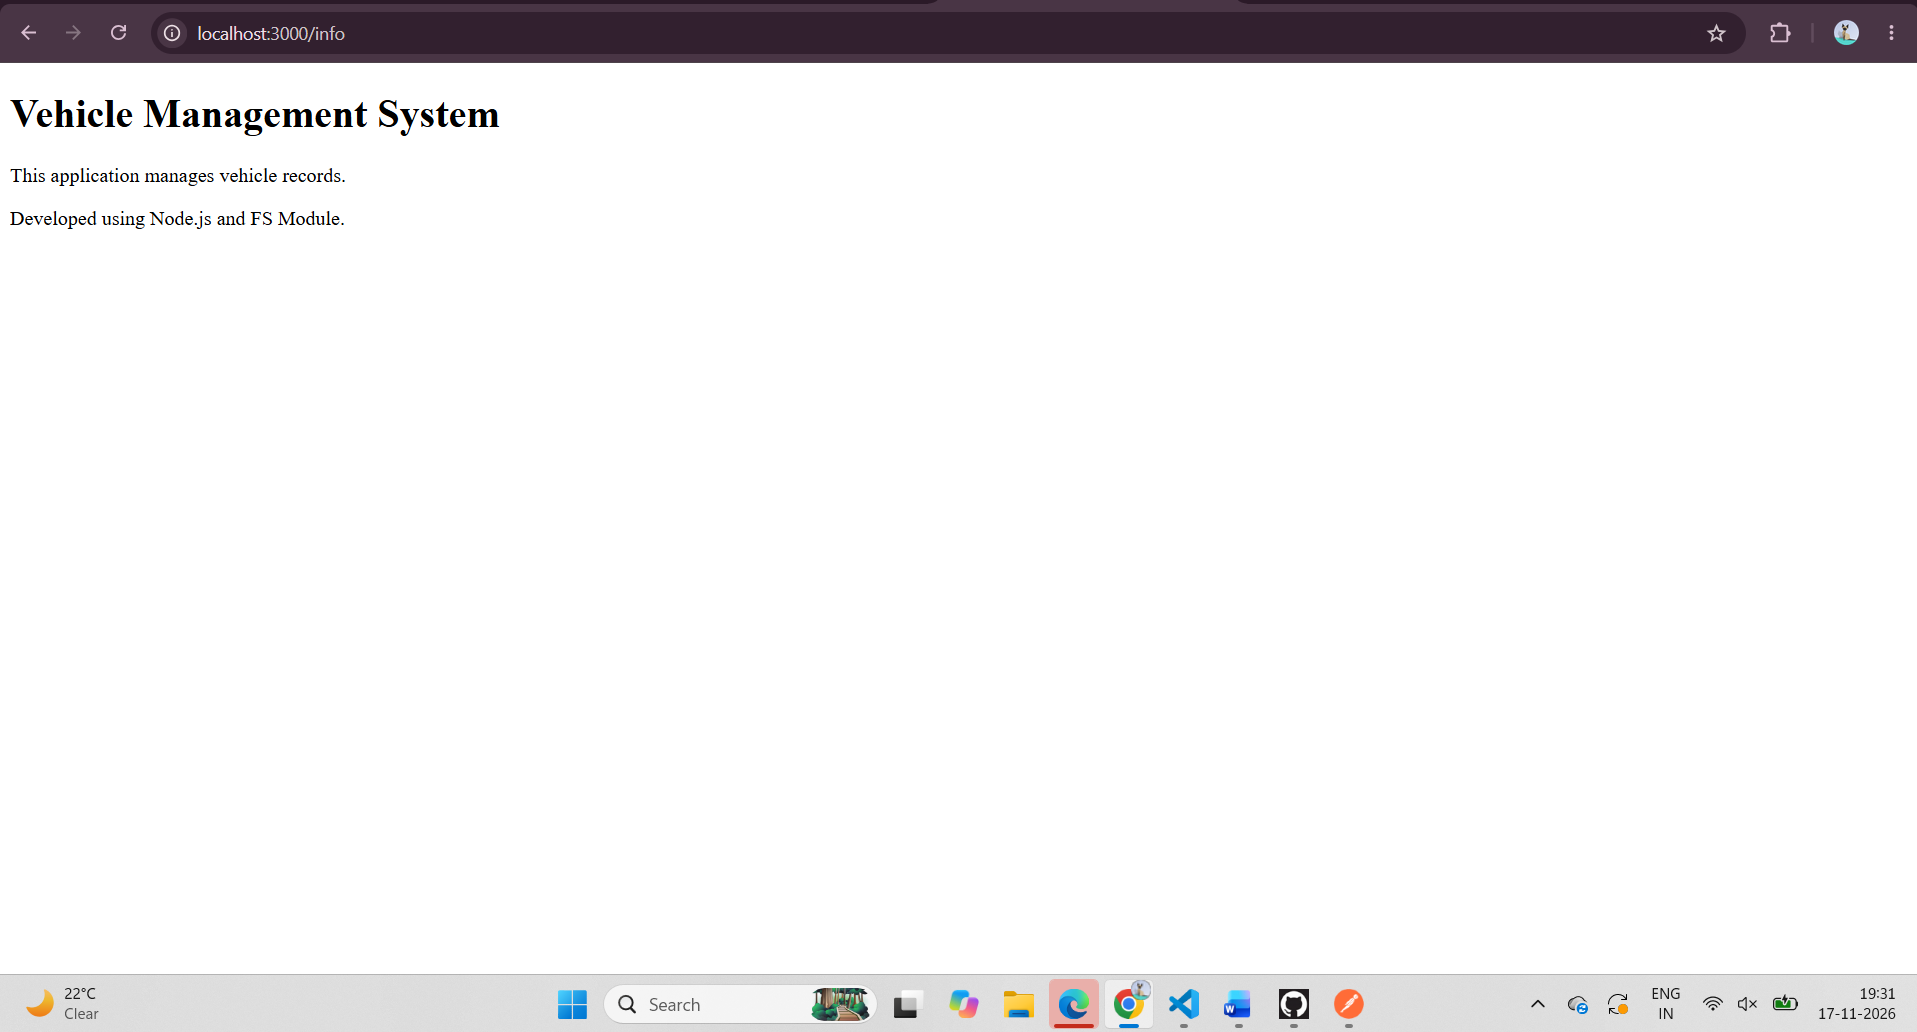 localhost:3000/info
Vehicle Management System
This application manages vehicle records.
Developed using Node.js and FS Module.
22°C
Clear
Search
ENG
IN
19:31
17-11-2026